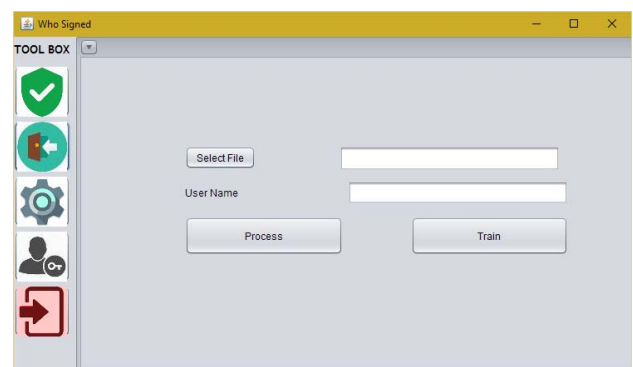 Who Signed
TOOL BOX
Select File
User Name
Process Train